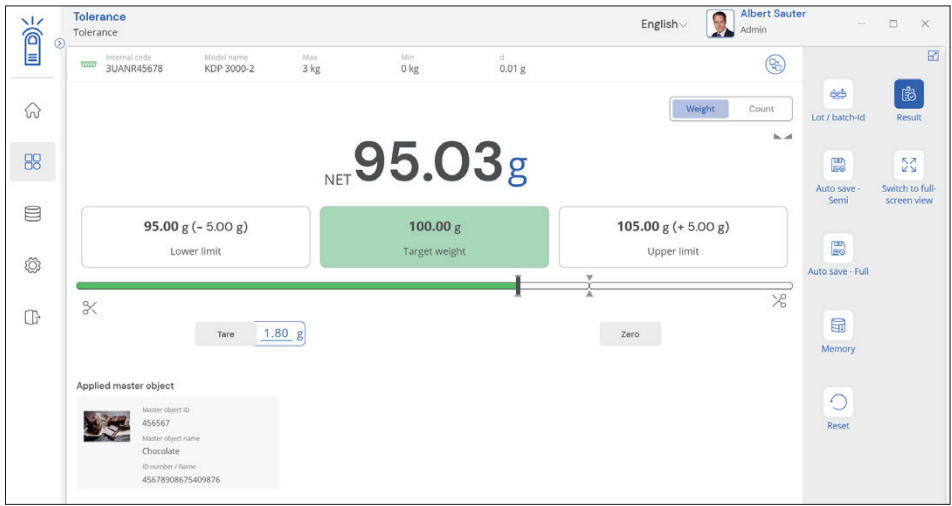 Tolerance
Tolerance
English
Albert Sauter
Admin
Internal code
3UANR45678
Model name
KDP 3000-2
Max
3 kg
Min
0 kg
d
0.01 g
Weight
Count
NET 95.03 g
95.00 g (- 5.00 g)
Lower limit
100.00 g
Target weight
105.00 g (+ 5.00 g)
Upper limit
Tare
1.80 g
Zero
Applied master object
Master object ID
456567
Master object name
Chocolate
ID number / Name
45678908675409876
Lot / batch-Id
Result
Auto save -
Semi
Switch to full-
screen view
Auto save - Full
Memory
Reset